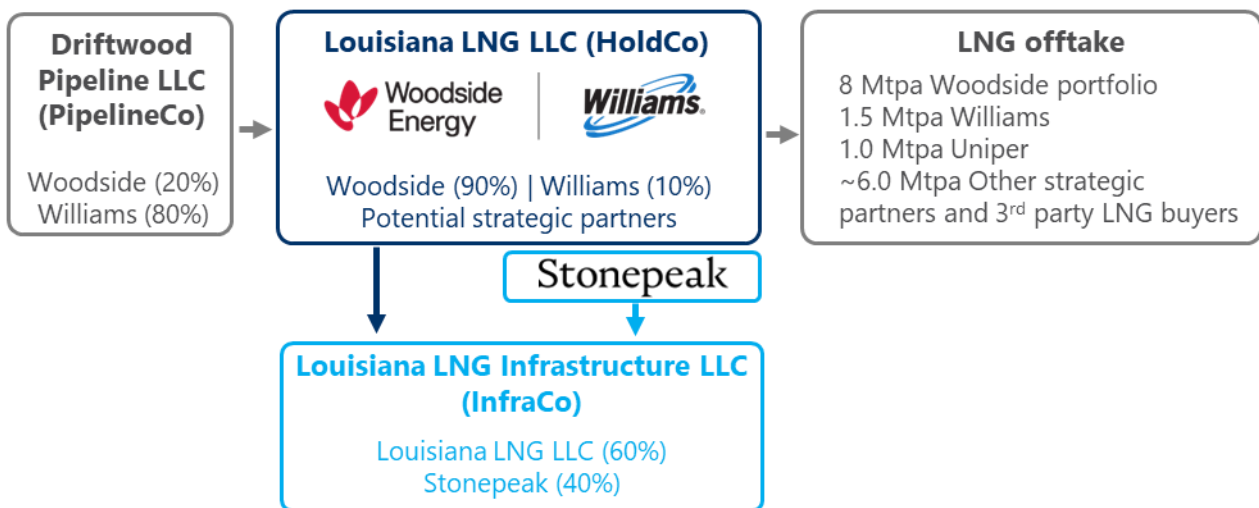 Driftwood
Pipeline LLC
(PipelineCo)
Woodside (20%)
Williams (80%)
Louisiana LNG LLC (HoldCo)
Woodside
Energy
Williams®
Woodside (90%) | Williams (10%)
Potential strategic partners
LNG offtake
8 Mtpa Woodside portfolio
1.5 Mtpa Williams
1.0 Mtpa Uniper
~6.0 Mtpa Other strategic
partners and 3rd party LNG buyers
Stonepeak
Louisiana LNG Infrastructure LLC
(InfraCo)
Louisiana LNG LLC (60%)
Stonepeak (40%)